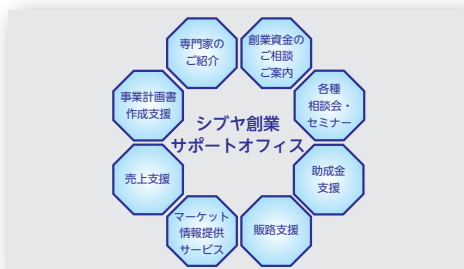 専門家の
ご紹介
創業資金の
ご相談
ご案内
事業計画書
作成支援
各種
相談会・
セミナー
シブヤ創業
サポートオフィス
売上支援
助成金
支援
マーケット
情報提供
サービス
販路支援